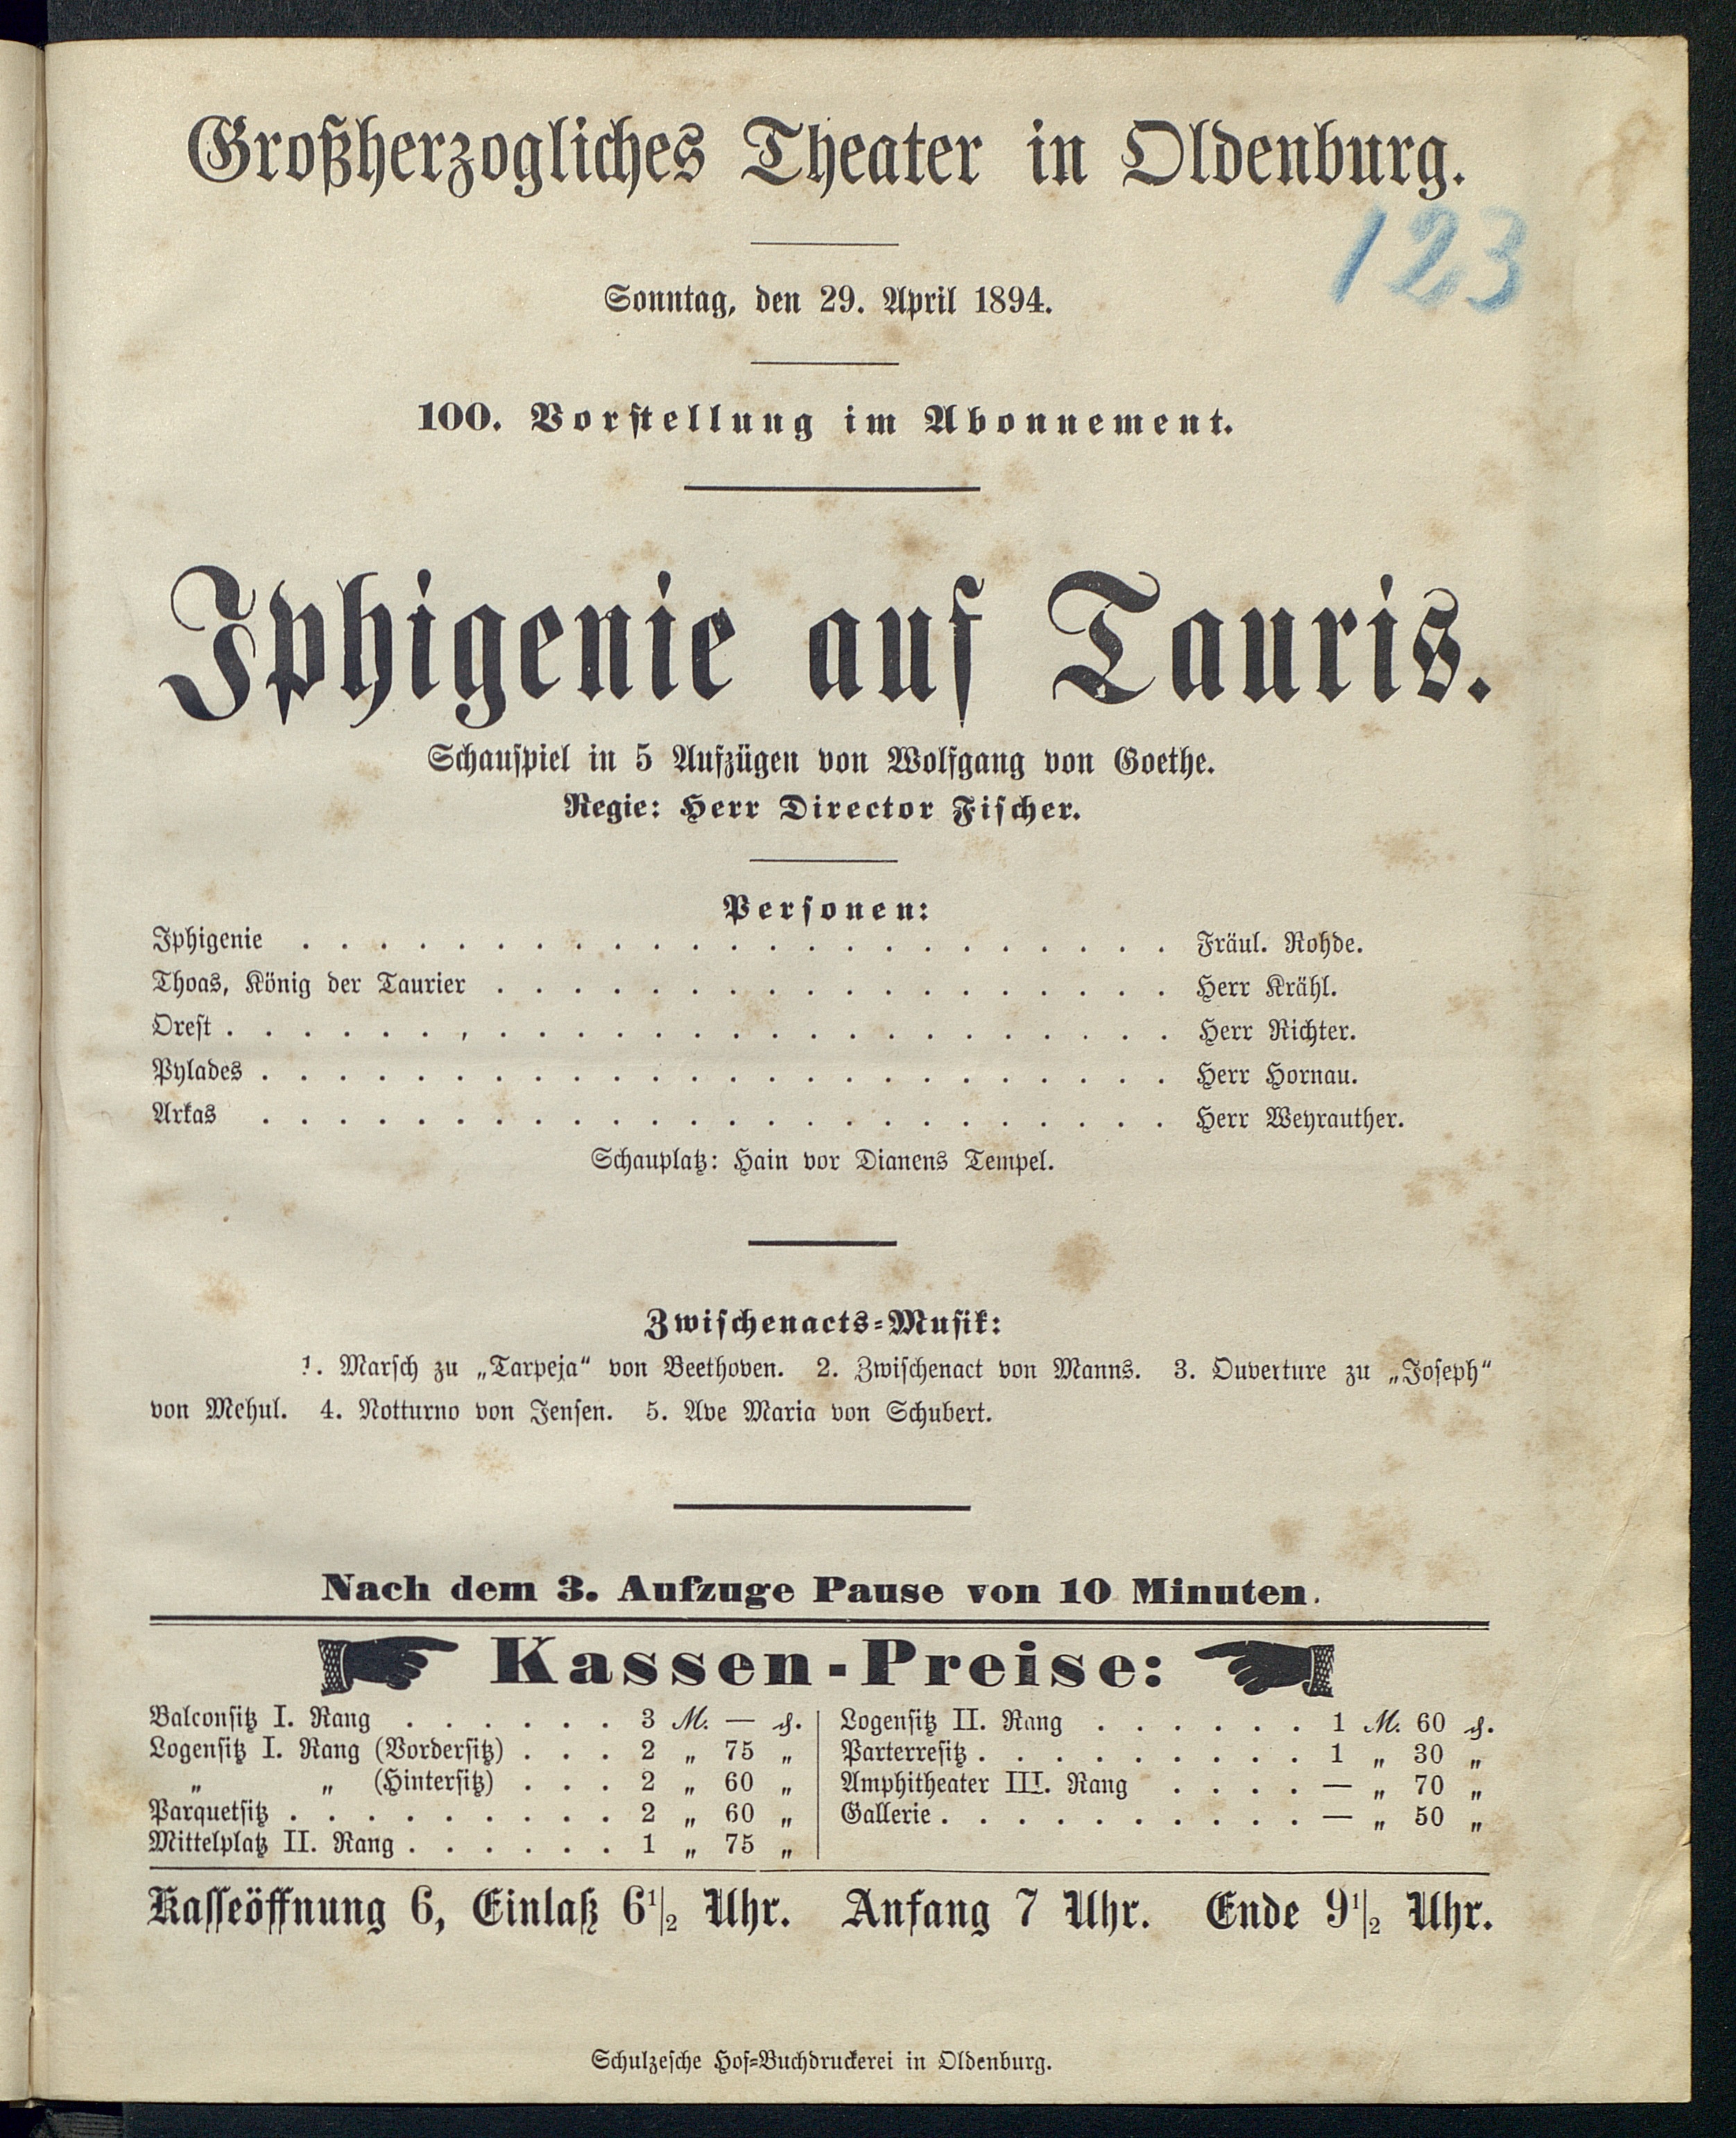 Großherzogliches Theater in Oldenburg.
123
Sonntag, den 29. April 1894.
100. Vorstellung im Abonnement.
Iphigenie auf Tauris.
Schauspiel in 5 Aufzügen von Wolfgang von Goethe.
Regie: Herr Director Fischer.
Personen:
Iphigenie . . . . . . . . . . . . . . . . . . . . . . . Fräul. Rohde.
Thoas, König der Taurier . . . . . . . . . . . . . . . . . . Herr Krähl.
Orest . . . . . . , . . . . . . . . . . . . . . . . . . Herr Richter.
Pylades . . . . . . . . . . . . . . . . . . . . . . . . Herr Hornau.
Arkas . . . . . . . . . . . . . . . . . . . . . . . . Herr Weyrauther.
Schauplatz: Hain vor Dianens Tempel.
Zwischenacts-Musik:
1. Marsch zu „Tarpeja“ von Beethoven. 2. Zwischenact von Manns. 3. Ouverture zu „Joseph“
von Mehul. 4. Notturno von Jensen. 5. Ave Maria von Schubert.
Nach dem 3. Aufzuge Pause von 10 Minuten.
Kassen-Preise:
Balconsitz I. Rang . . . . . . 3 M. — ₰.
Logensitz I. Rang (Vordersitz) . . . 2 „ 75 „
„ „ (Hintersitz) . . . 2 „ 60 „
Parquetsitz . . . . . . . . . 2 „ 60 „
Mittelplatz II. Rang . . . . . . 1 „ 75 „
Logensitz II. Rang . . . . . . 1 M. 60 ₰.
Parterresitz . . . . . . . . . 1 „ 30 „
Amphitheater III. Rang . . . . — „ 70 „
Gallerie . . . . . . . . . . — „ 50 „
Kasseöffnung 6, Einlaß 6½ Uhr. Anfang 7 Uhr. Ende 9½ Uhr.
Schulzesche Hof-Buchdruckerei in Oldenburg.